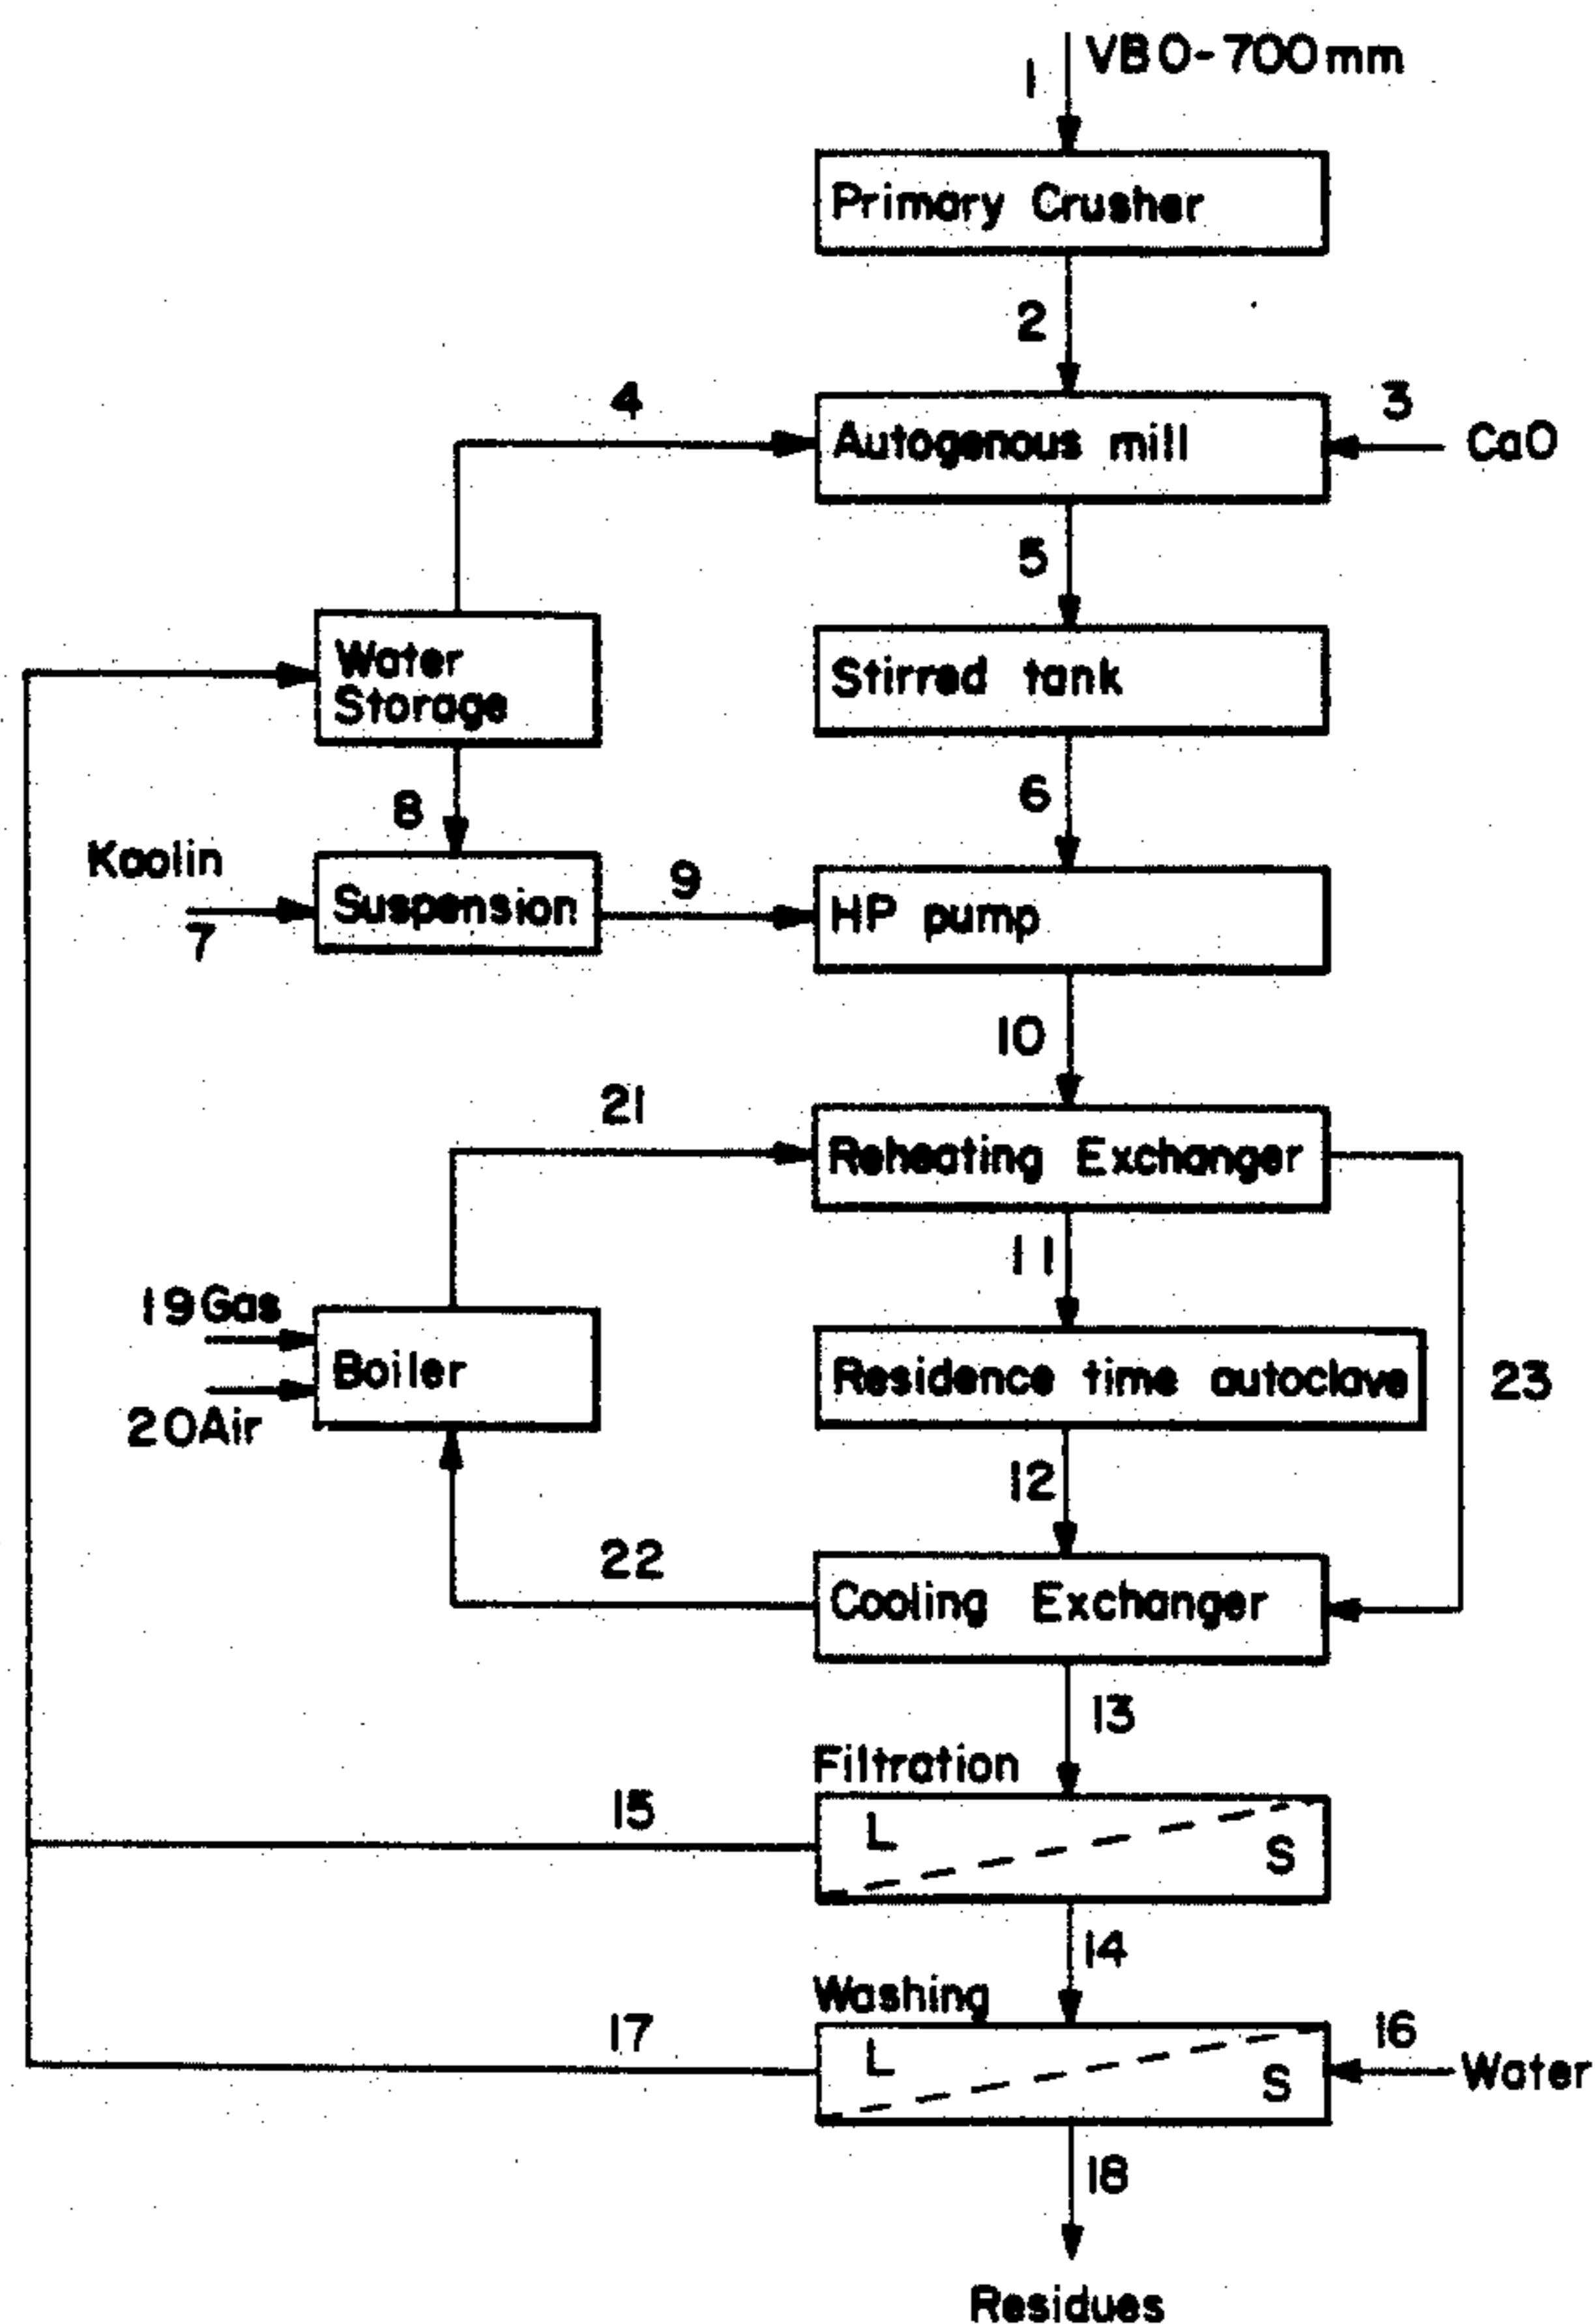 1
VB 0-700mm
Primary Crusher
2
4
3
Autogenous mill
CaO
5
Water
Storage
Stirred tank
8
6
Kaolin
7
Suspension
9
HP pump
10
21
Reheating Exchanger
11
19 Gas
Boiler
20 Air
Residence time autoclave
23
12
22
Cooling Exchanger
13
Filtration
15
L
S
14
Washing
17
L
S
16
Water
18
Residues